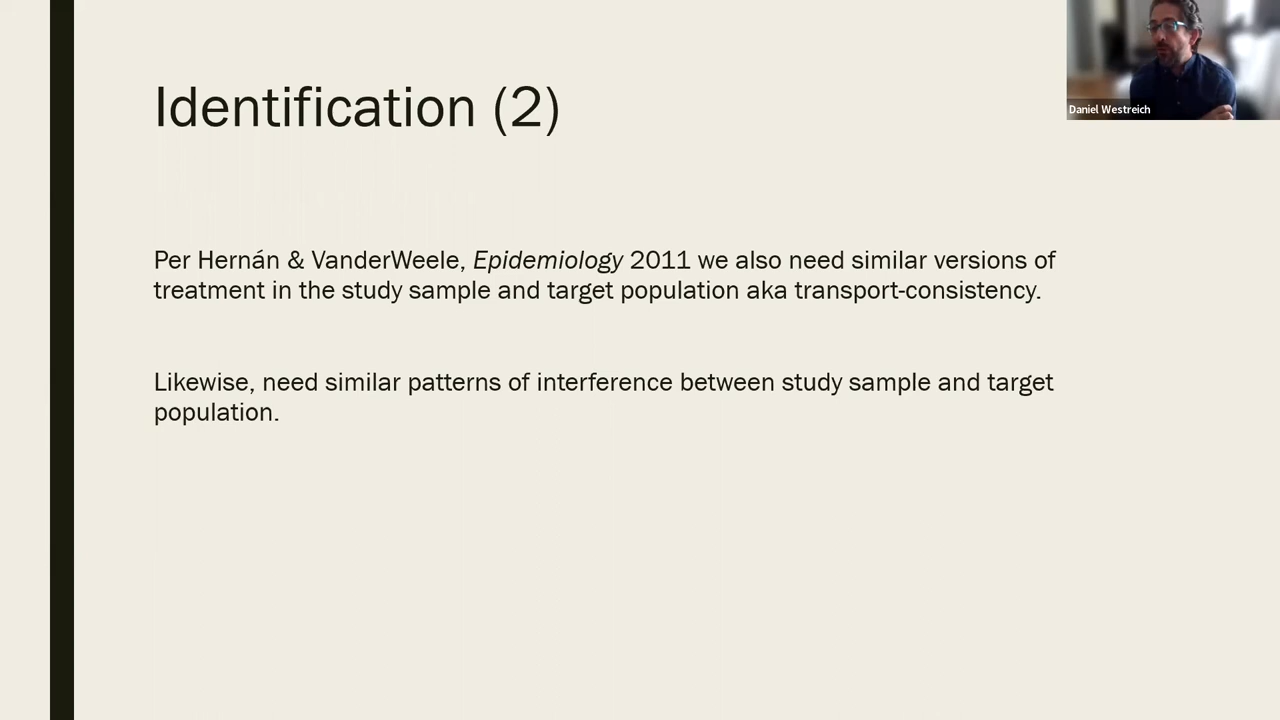 Identification (2)
Daniel Westreich
Per Hernán & VanderWeele, Epidemiology 2011 we also need similar versions of
treatment in the study sample and target population aka transport-consistency.
Likewise, need similar patterns of interference between study sample and target
population.